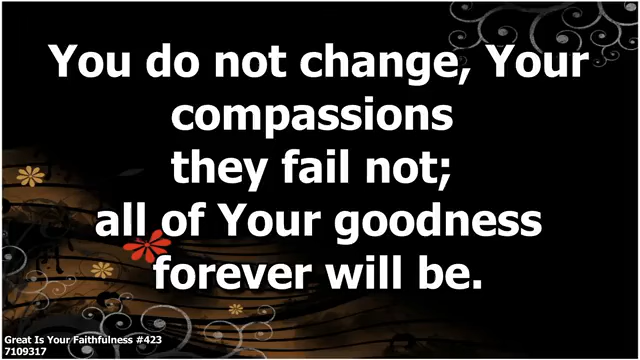 You do not change, Your
compassions
they fail not;
all of Your goodness
forever will be.
Great Is Your Faithfulness #423
7109317